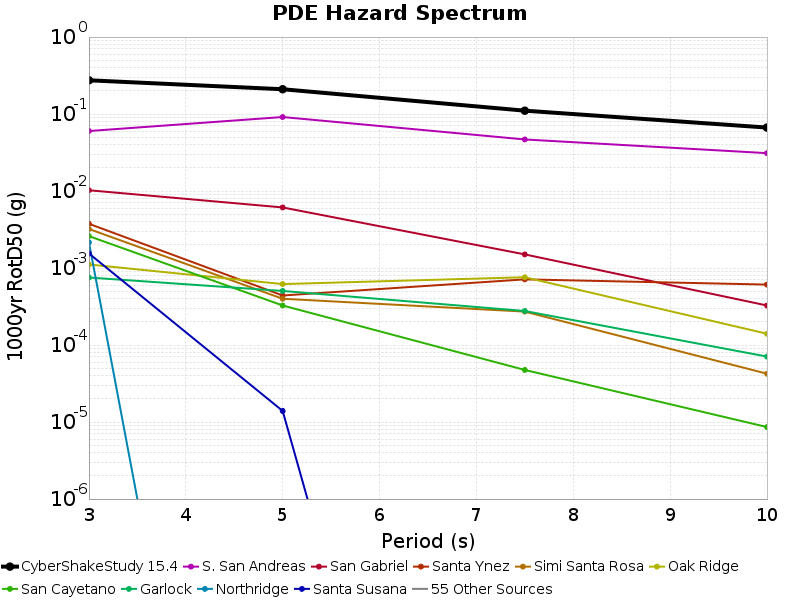 PDE Hazard Spectrum
10^0
10^-1
10^-2
10^-3
10^-4
10^-5
10^-6
1000yr RotD50 (g)
3 4 5 6 7 8 9 10
Period (s)
CyberShakeStudy 15.4 S. San Andreas San Gabriel Santa Ynez Simi Santa Rosa Oak Ridge
San Cayetano Garlock Northridge Santa Susana 55 Other Sources